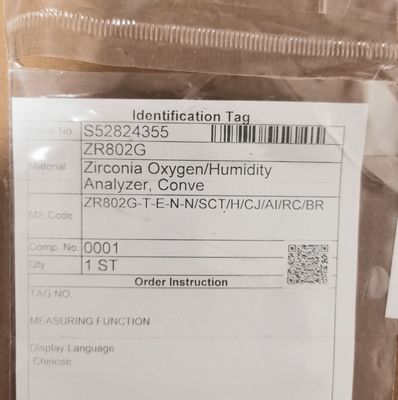 Identification Tag
Serial No. S52824355
ZR802G
Material Zirconia Oxygen/Humidity
Analyzer, Conve
MS Code ZR802G-T-E-N-N/SCT/H/CJ/AI/RC/BR
Comp. No. 0001
Qty 1 ST
Order Instruction
TAG NO.
MEASURING FUNCTION
Display Language
Chinese